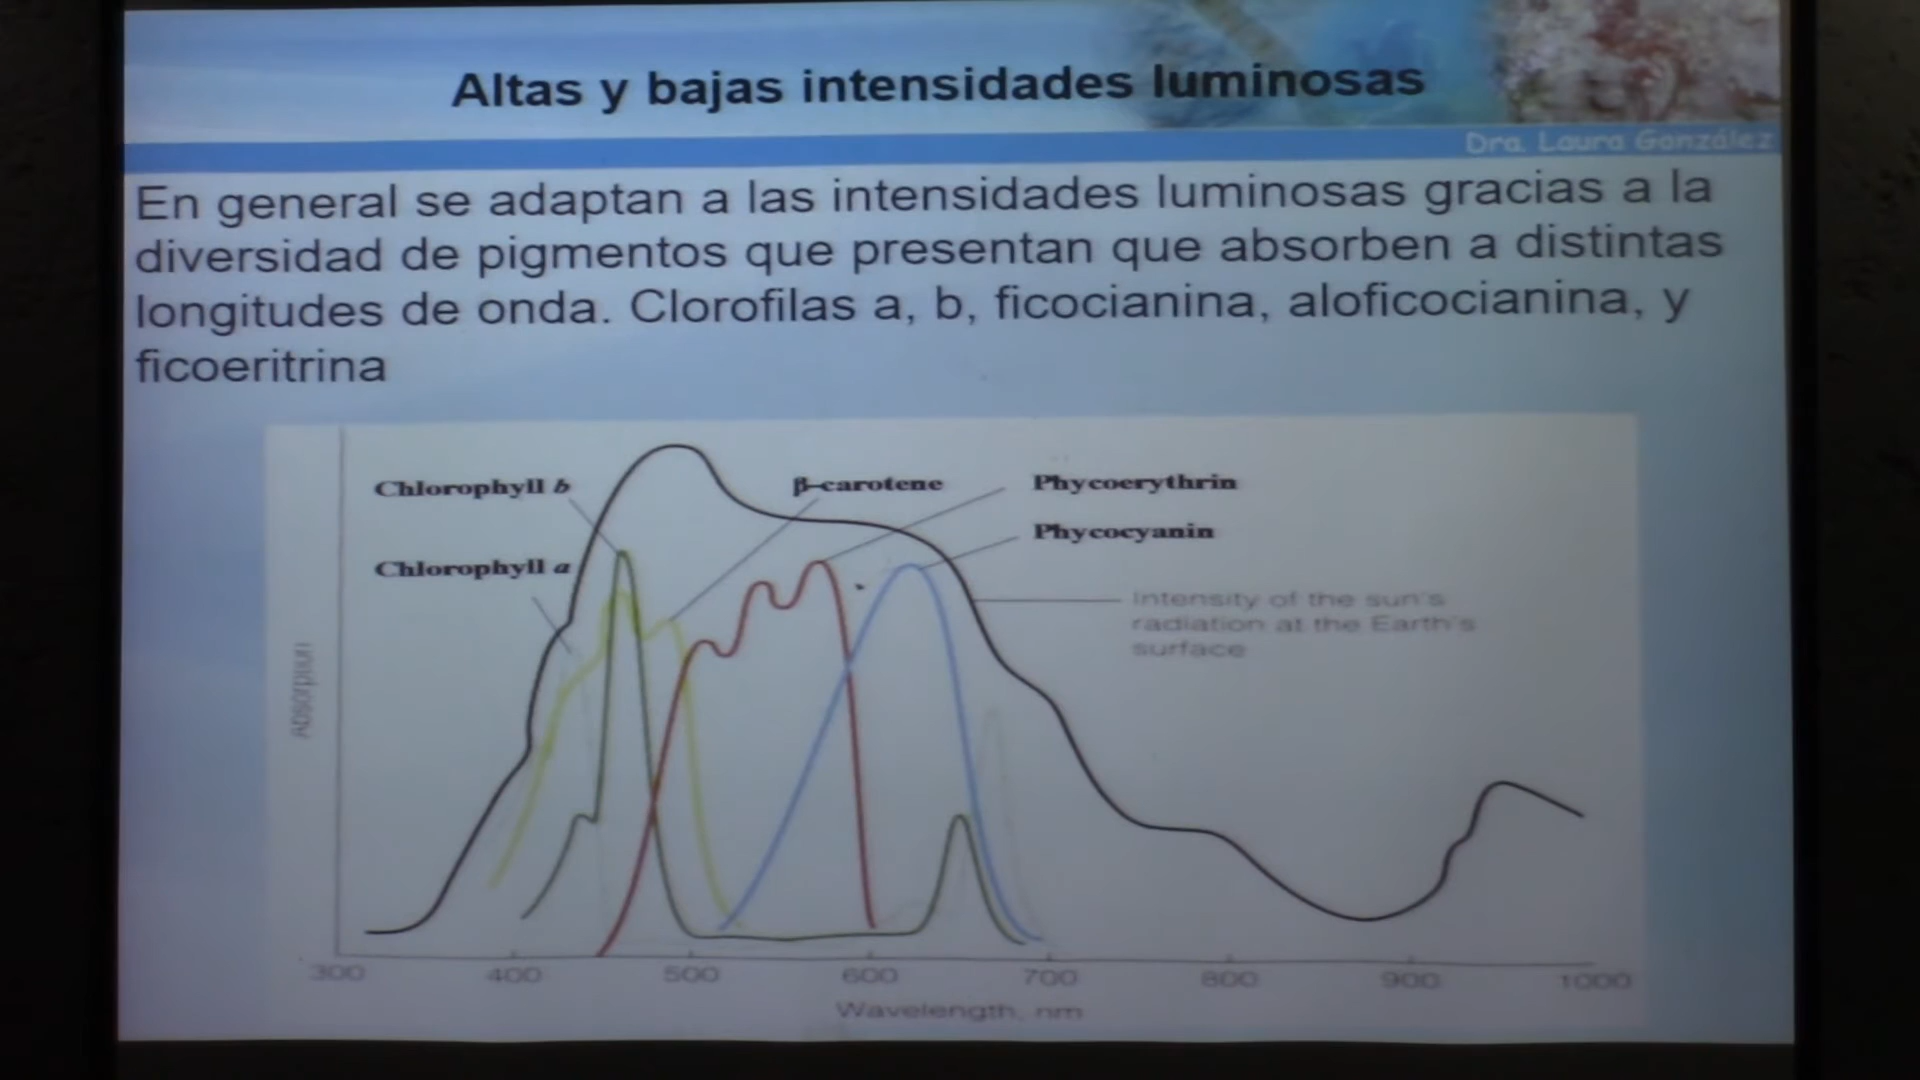 Altas y bajas intensidades luminosas
Dra. Laura González
En general se adaptan a las intensidades luminosas gracias a la
diversidad de pigmentos que presentan que absorben a distintas
longitudes de onda. Clorofilas a, b, ficocianina, aloficocianina, y
ficoeritrina
Chlorophyll b
β-carotene
Phycoerythrin
Phycocyanin
Chlorophyll a
Intensity of the sun's
radiation at the Earth's
surface
Absorption
300 400 500 600 700 800 900 1000
Wavelength, nm